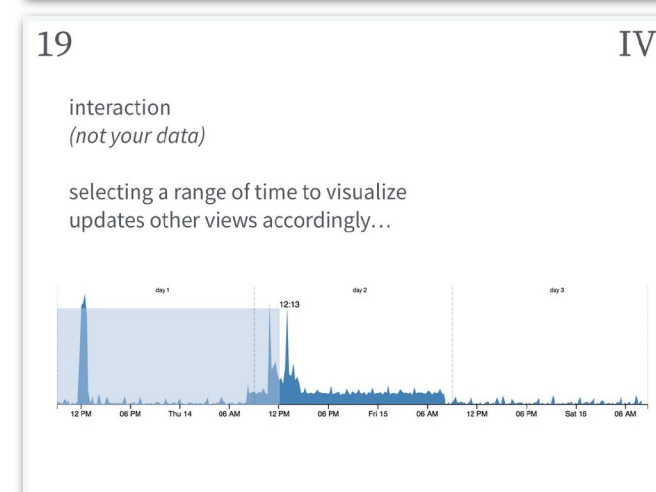 19
IV
interaction
(not your data)
selecting a range of time to visualize
updates other views accordingly…
day 1
day 2
day 3
12:13
12 PM 06 PM Thu 14 06 AM 12 PM 06 PM Fri 15 06 AM 12 PM 06 PM Sat 16 06 AM